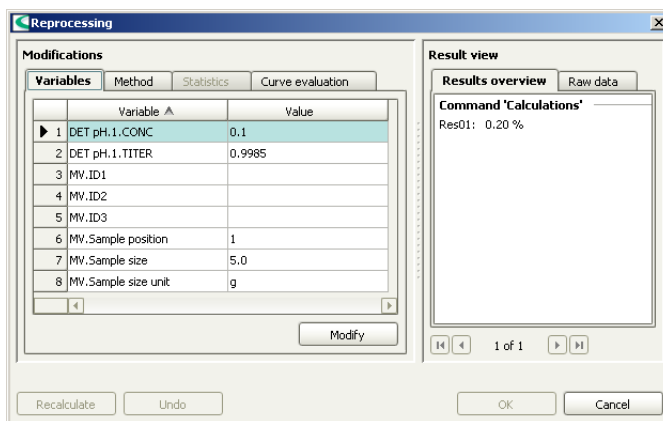 Reprocessing
Modifications
Variables Method Statistics Curve evaluation
Variable Value
1 DET pH.1.CONC 0.1
2 DET pH.1.TITER 0.9985
3 MV.ID1
4 MV.ID2
5 MV.ID3
6 MV.Sample position 1
7 MV.Sample size 5.0
8 MV.Sample size unit g
Modify
Result view
Results overview Raw data
Command 'Calculations'
Res01: 0.20 %
1 of 1
Recalculate Undo OK Cancel